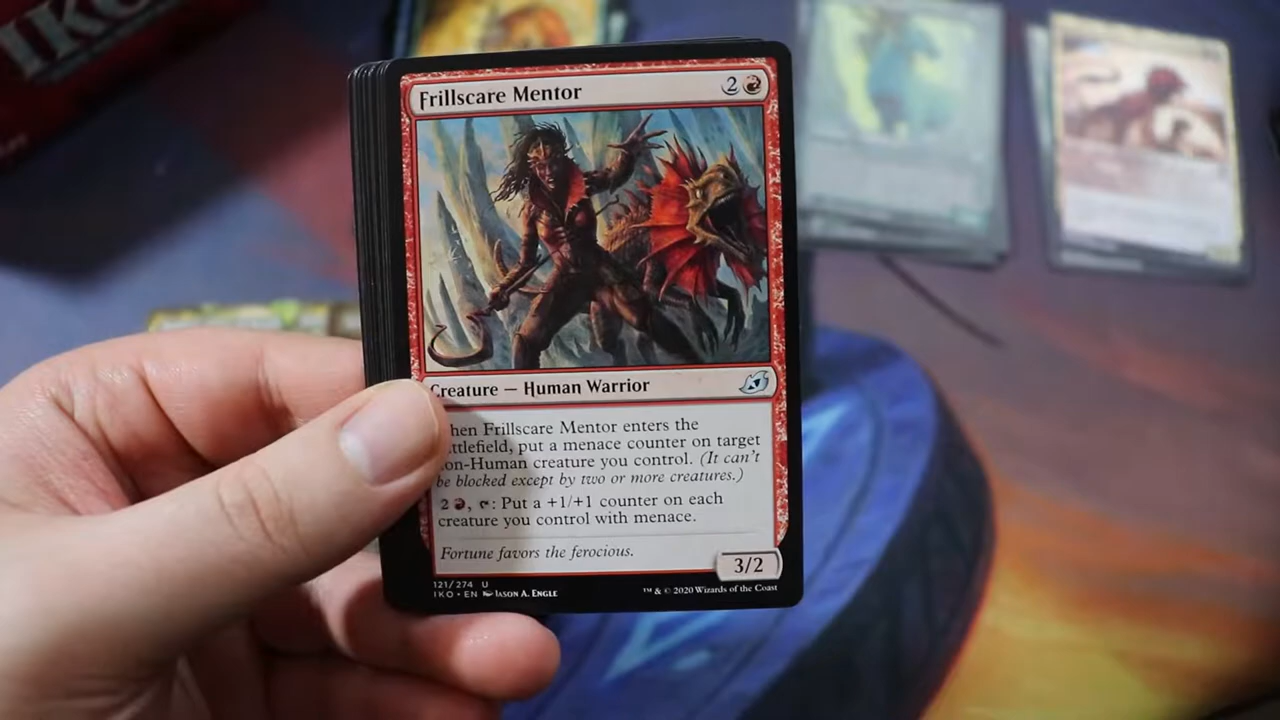 IKO
Frillscare Mentor
2
Creature — Human Warrior
hen Frillscare Mentor enters the
ttlefield, put a menace counter on target
on-Human creature you control. (It can't
be blocked except by two or more creatures.)
2 , : Put a +1/+1 counter on each
creature you control with menace.
Fortune favors the ferocious.
3/2
121/274 U
IKO • EN Jason A. Engle
™ & © 2020 Wizards of the Coast